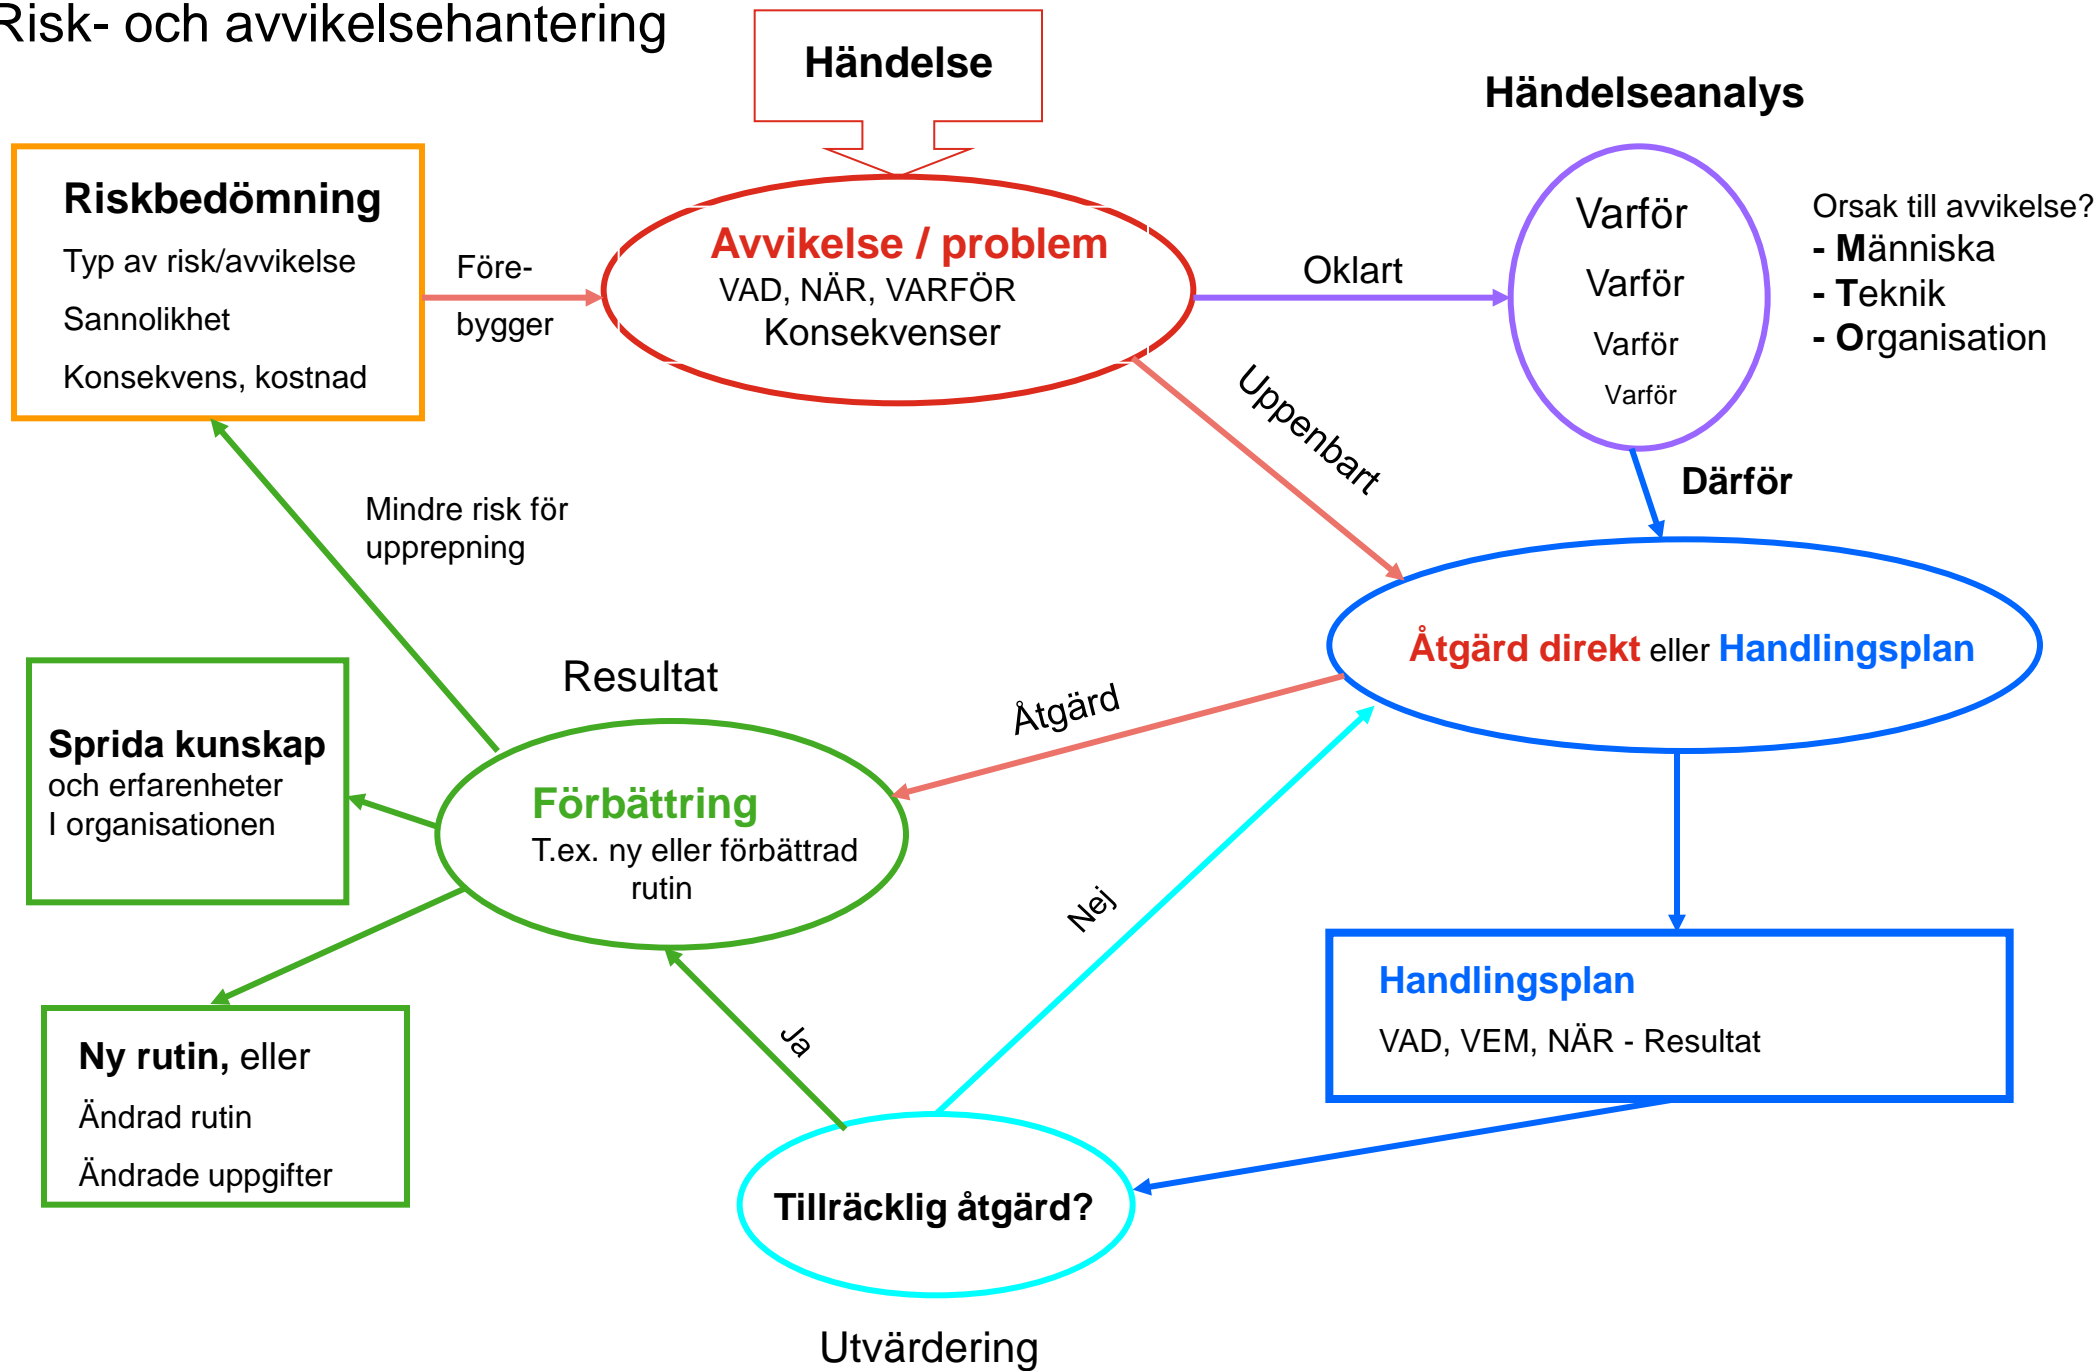 Risk- och avvikelsehantering
Händelse
Händelseanalys
Riskbedömning
Typ av risk/avvikelse
Sannolikhet
Konsekvens, kostnad
Före-
bygger
Avvikelse / problem
VAD, NÄR, VARFÖR
Konsekvenser
Oklart
Varför
Varför
Varför
Varför
Orsak till avvikelse?
- Människa
- Teknik
- Organisation
Uppenbart
Därför
Mindre risk för
upprepning
Åtgärd direkt eller Handlingsplan
Resultat
Åtgärd
Sprida kunskap
och erfarenheter
I organisationen
Förbättring
T.ex. ny eller förbättrad
rutin
Nej
Handlingsplan
VAD, VEM, NÄR - Resultat
Ja
Ny rutin, eller
Ändrad rutin
Ändrade uppgifter
Tillräcklig åtgärd?
Utvärdering